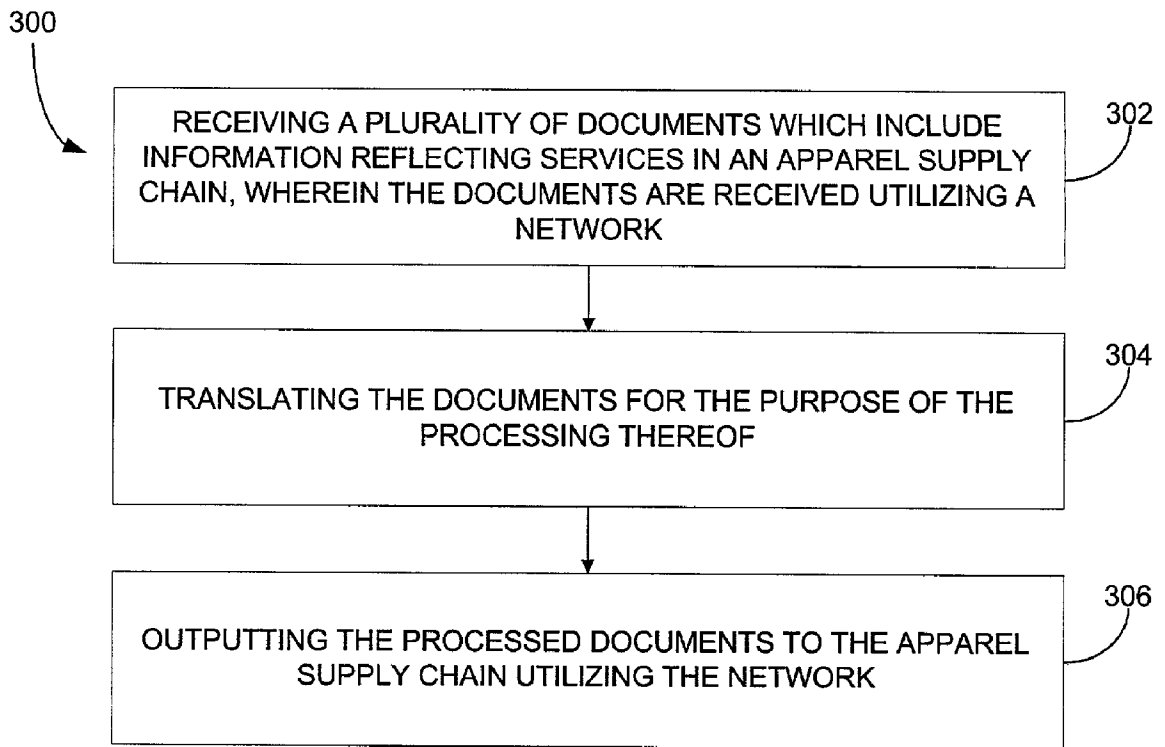 300
RECEIVING A PLURALITY OF DOCUMENTS WHICH INCLUDE
INFORMATION REFLECTING SERVICES IN AN APPAREL SUPPLY
CHAIN, WHEREIN THE DOCUMENTS ARE RECEIVED UTILIZING A
NETWORK
302
TRANSLATING THE DOCUMENTS FOR THE PURPOSE OF THE
PROCESSING THEREOF
304
OUTPUTTING THE PROCESSED DOCUMENTS TO THE APPAREL
SUPPLY CHAIN UTILIZING THE NETWORK
306